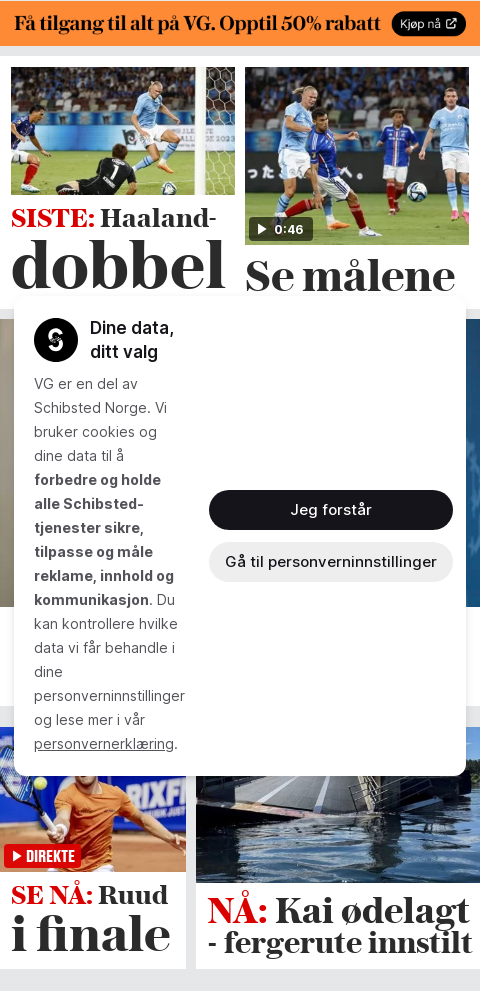 Få tilgang til alt på VG. Opptil 50% rabatt
Kjøp nå
SISTE: Haaland-
dobbel
0:46
Se målene
Dine data,
ditt valg
VG er en del av
Schibsted Norge. Vi
bruker cookies og
dine data til å
forbedre og holde
alle Schibsted-
tjenester sikre,
tilpasse og måle
reklame, innhold og
kommunikasjon. Du
kan kontrollere hvilke
data vi får behandle i
dine
personverninnstillinger
og lese mer i vår
personvernerklæring.
Jeg forstår
Gå til personverninnstillinger
DIREKTE
SE NÅ: Ruud
i finale
NÅ: Kai ødelagt
- fergerute innstilt